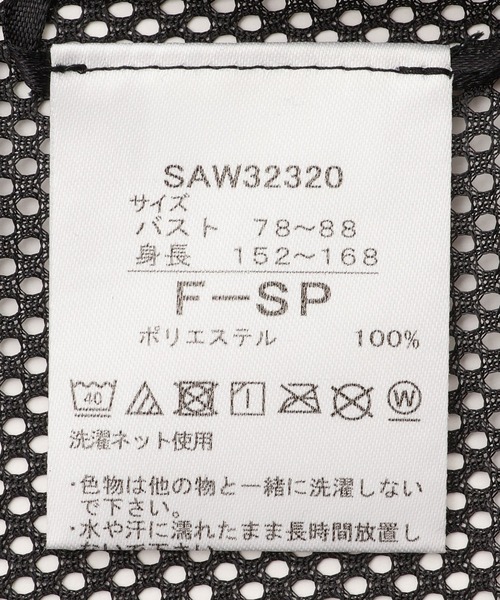 SAW32320
サイズ
バスト 78～88
身長 152～168
F－SP
ポリエステル 100%
40
W
洗濯ネット使用
・色物は他の物と一緒に洗濯しない
で下さい。
・水や汗に濡れたまま長時間放置し